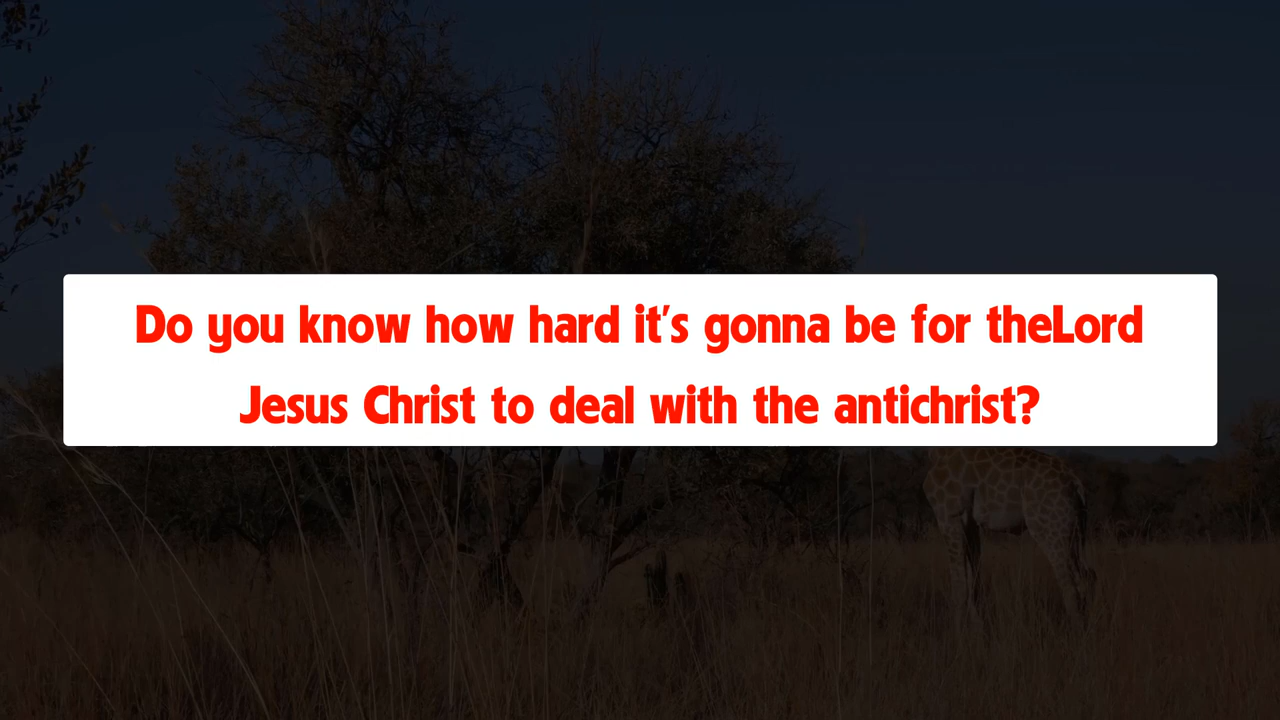 Do you know how hard it's gonna be for theLord
Jesus Christ to deal with the antichrist?